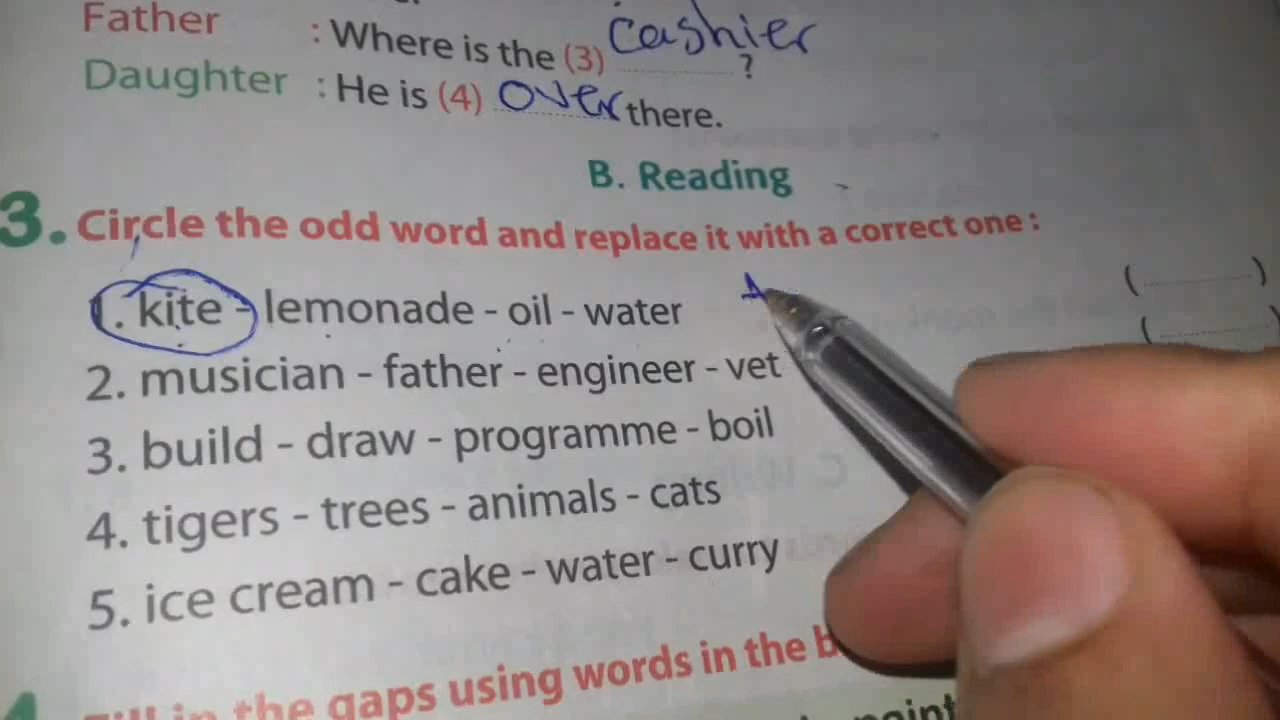 Father : Where is the (3) cashier ?
Daughter : He is (4) over there.
B. Reading
3. Circle the odd word and replace it with a correct one :
1. kite - lemonade - oil - water (............)
2. musician - father - engineer - vet (............)
3. build - draw - programme - boil
4. tigers - trees - animals - cats
5. ice cream - cake - water - curry
in the gaps using words in the